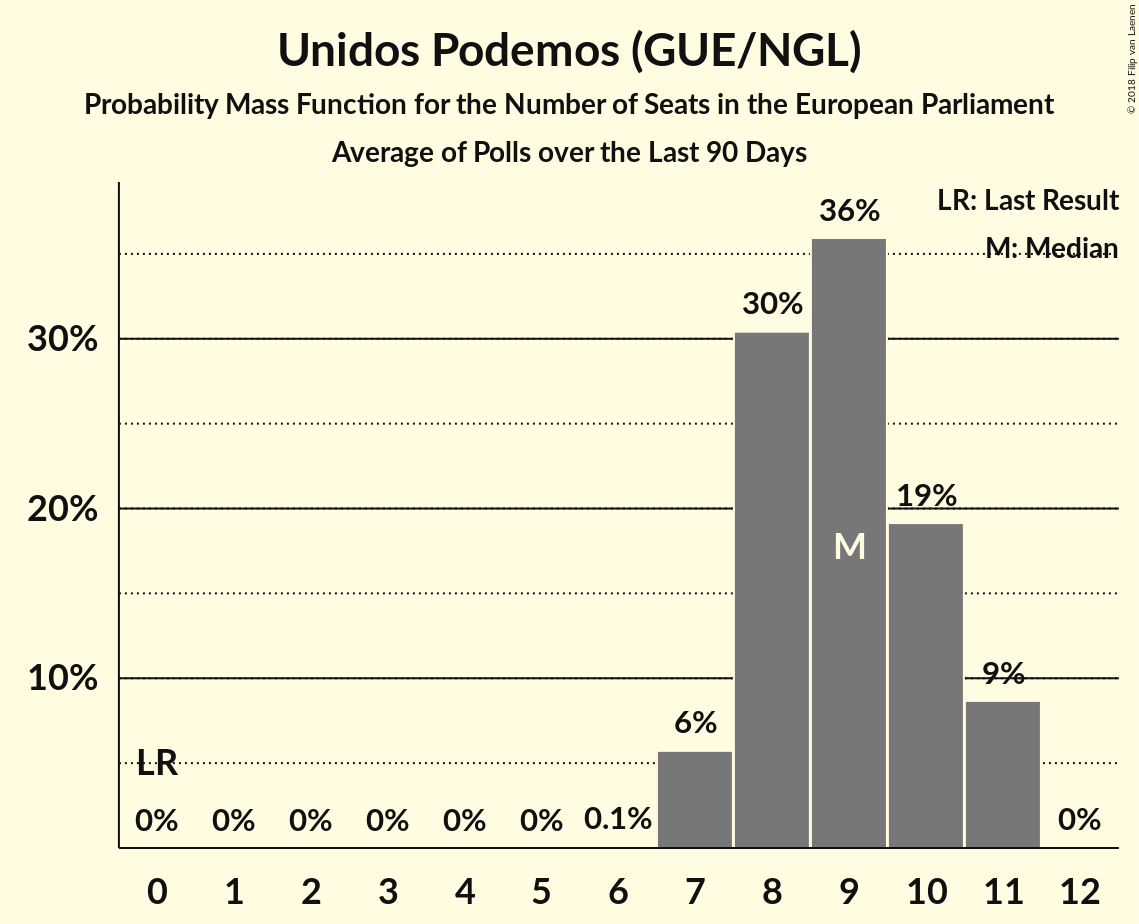 Unidos Podemos (GUE/NGL)
Probability Mass Function for the Number of Seats in the European Parliament
Average of Polls over the Last 90 Days
© 2018 Filip van Laenen
LR: Last Result
M: Median
36%
30%
30%
20%
19%
M
10%
9%
6%
LR
0% 0% 0% 0% 0% 0% 0.1% 0%
0 1 2 3 4 5 6 7 8 9 10 11 12